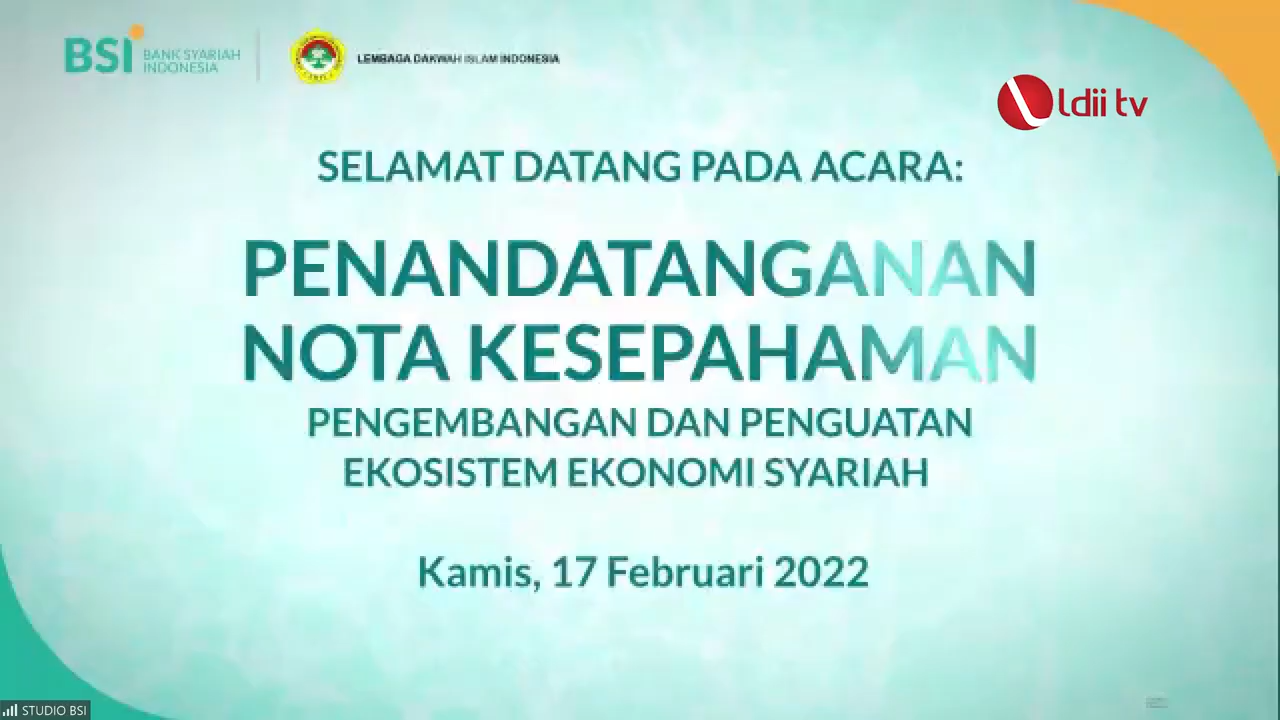 BSI BANK SYARIAH
INDONESIA
LEMBAGA DAKWAH ISLAM INDONESIA
ldii tv
SELAMAT DATANG PADA ACARA:
PENANDATANGANAN
NOTA KESEPAHAMAN
PENGEMBANGAN DAN PENGUATAN
EKOSISTEM EKONOMI SYARIAH
Kamis, 17 Februari 2022
STUDIO BSI